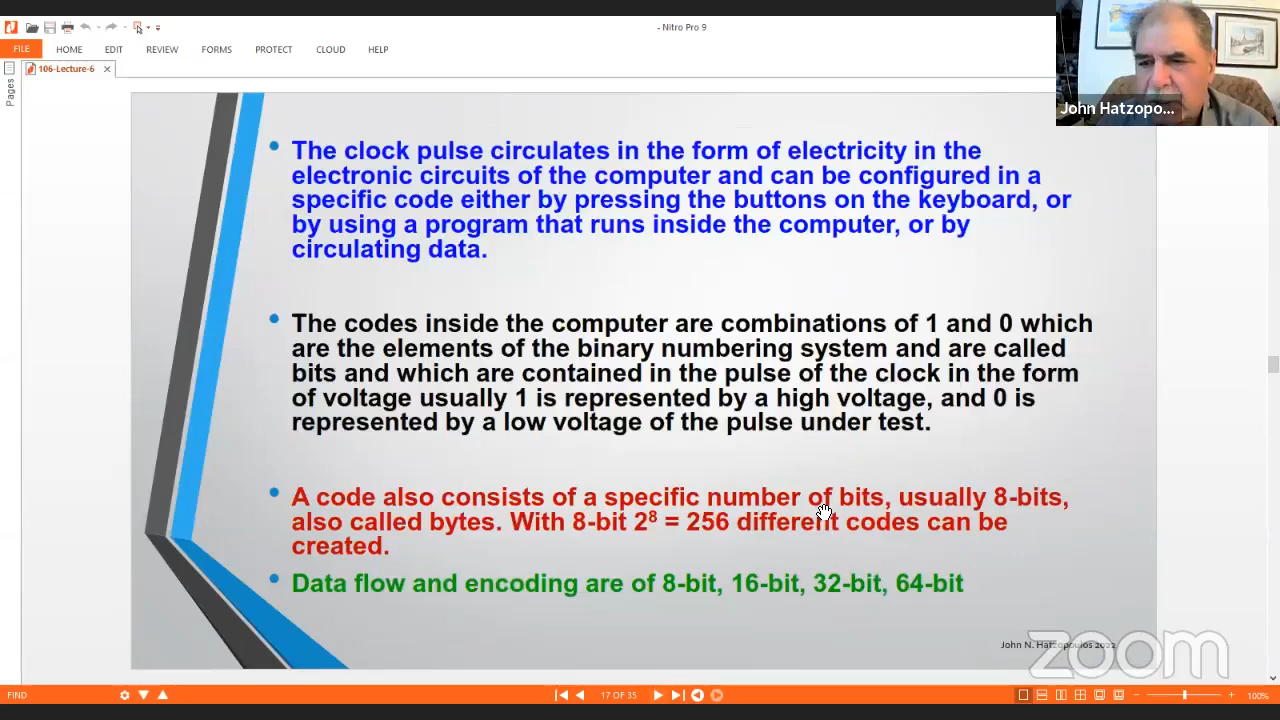 - Nitro Pro 9
FILE HOME EDIT REVIEW FORMS PROTECT CLOUD HELP
106-Lecture-6
Pages
John Hatzopo...
• The clock pulse circulates in the form of electricity in the
electronic circuits of the computer and can be configured in a
specific code either by pressing the buttons on the keyboard, or
by using a program that runs inside the computer, or by
circulating data.
• The codes inside the computer are combinations of 1 and 0 which
are the elements of the binary numbering system and are called
bits and which are contained in the pulse of the clock in the form
of voltage usually 1 is represented by a high voltage, and 0 is
represented by a low voltage of the pulse under test.
• A code also consists of a specific number of bits, usually 8-bits,
also called bytes. With 8-bit 2⁸ = 256 different codes can be
created.
• Data flow and encoding are of 8-bit, 16-bit, 32-bit, 64-bit
John N. Hatzopoulos 2022
zoom
FIND 17 OF 35 100%